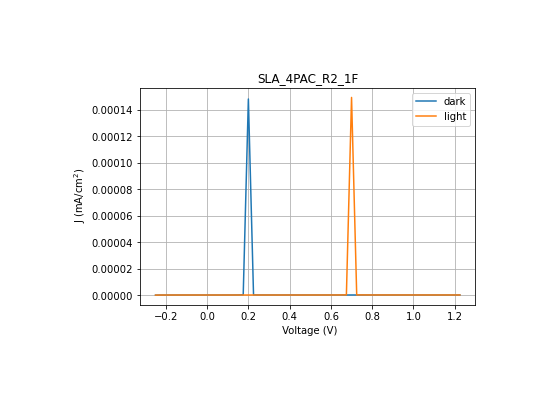 SLA_4PAC_R2_1F
dark
light
J (mA/cm²)
0.00014
0.00012
0.00010
0.00008
0.00006
0.00004
0.00002
0.00000
−0.2 0.0 0.2 0.4 0.6 0.8 1.0 1.2
Voltage (V)